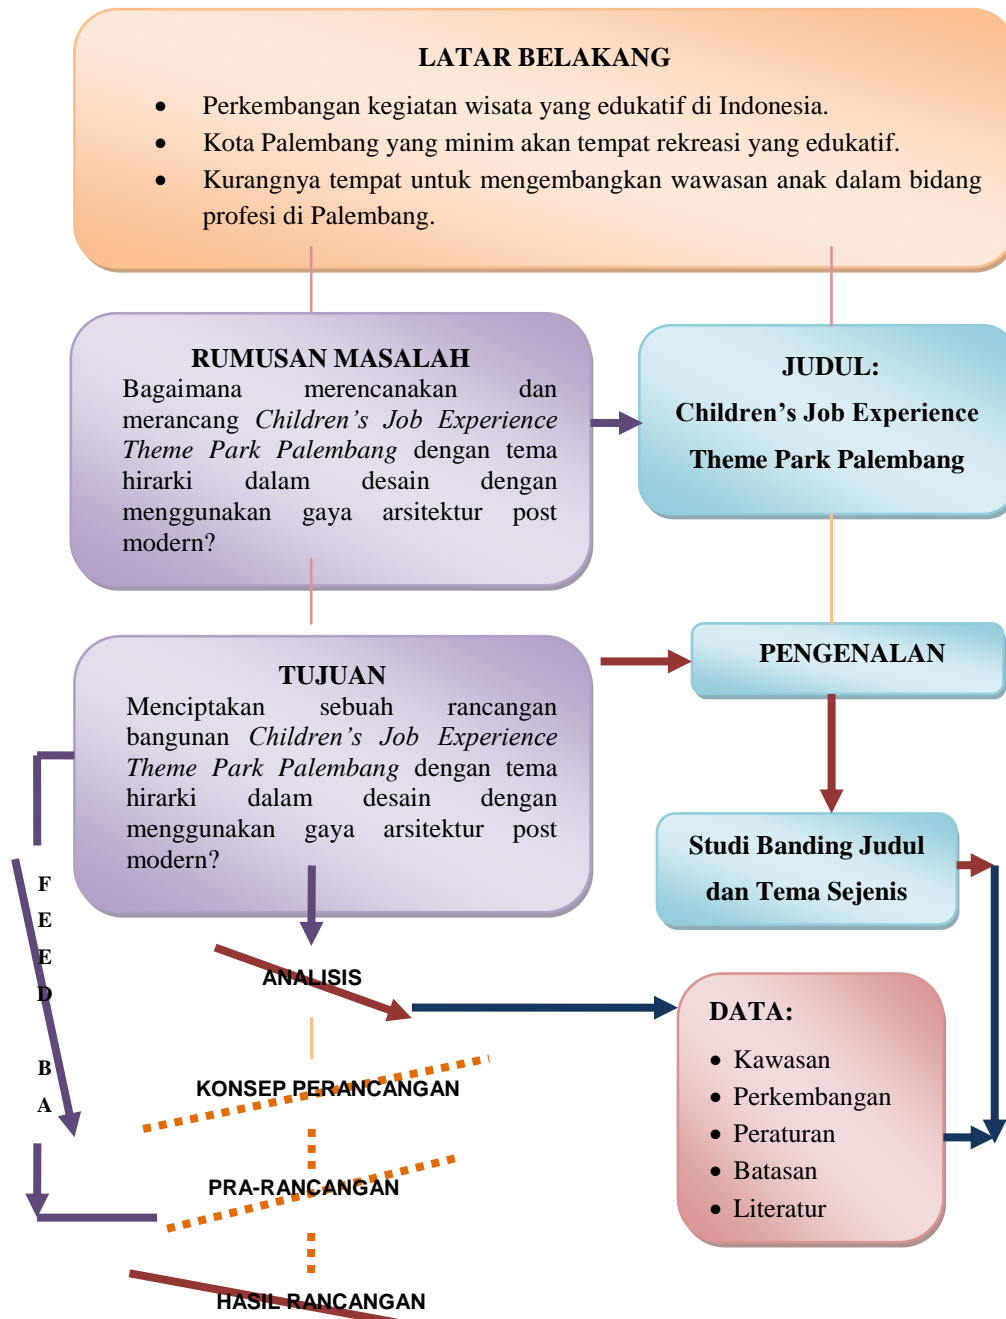 LATAR BELAKANG
• Perkembangan kegiatan wisata yang edukatif di Indonesia.
• Kota Palembang yang minim akan tempat rekreasi yang edukatif.
• Kurangnya tempat untuk mengembangkan wawasan anak dalam bidang
profesi di Palembang.
RUMUSAN MASALAH
Bagaimana merencanakan dan
merancang Children’s Job Experience
Theme Park Palembang dengan tema
hirarki dalam desain dengan
menggunakan gaya arsitektur post
modern?
JUDUL:
Children’s Job Experience
Theme Park Palembang
TUJUAN
Menciptakan sebuah rancangan
bangunan Children’s Job Experience
Theme Park Palembang dengan tema
hirarki dalam desain dengan
menggunakan gaya arsitektur post
modern?
PENGENALAN
Studi Banding Judul
dan Tema Sejenis
F
E
E
D
B
A
ANALISIS
KONSEP PERANCANGAN
PRA-RANCANGAN
HASIL RANCANGAN
DATA:
• Kawasan
• Perkembangan
• Peraturan
• Batasan
• Literatur